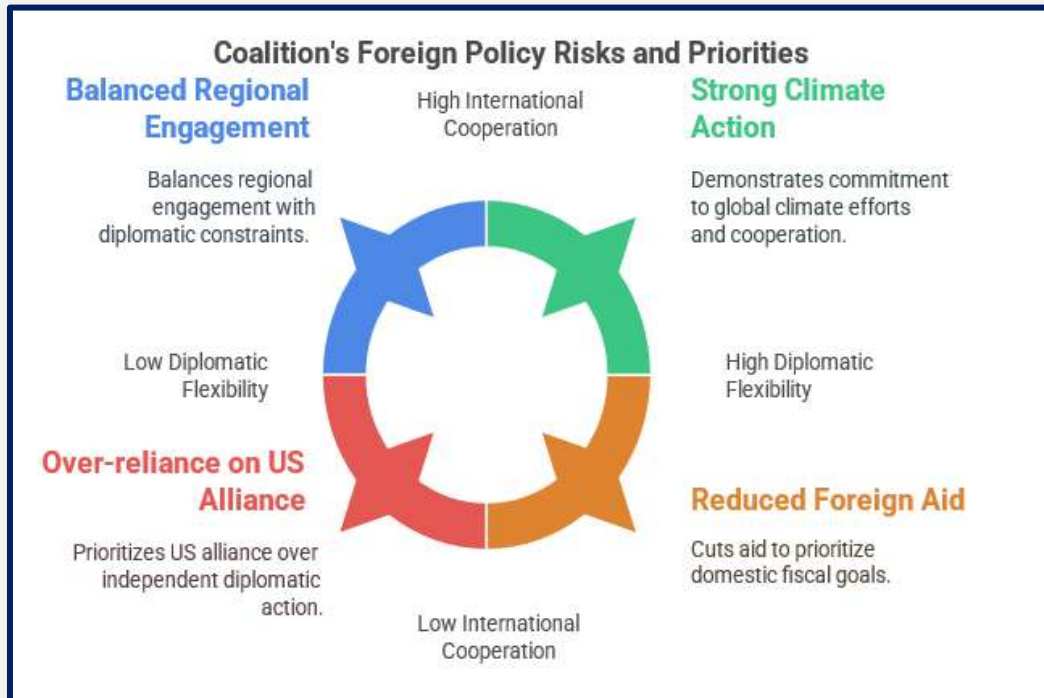 Coalition's Foreign Policy Risks and Priorities
Balanced Regional
Engagement
Balances regional
engagement with
diplomatic constraints.
High International
Cooperation
Strong Climate
Action
Demonstrates commitment
to global climate efforts
and cooperation.
Low Diplomatic
Flexibility
High Diplomatic
Flexibility
Over-reliance on US
Alliance
Prioritizes US alliance over
independent diplomatic
action.
Low International
Cooperation
Reduced Foreign Aid
Cuts aid to prioritize
domestic fiscal goals.